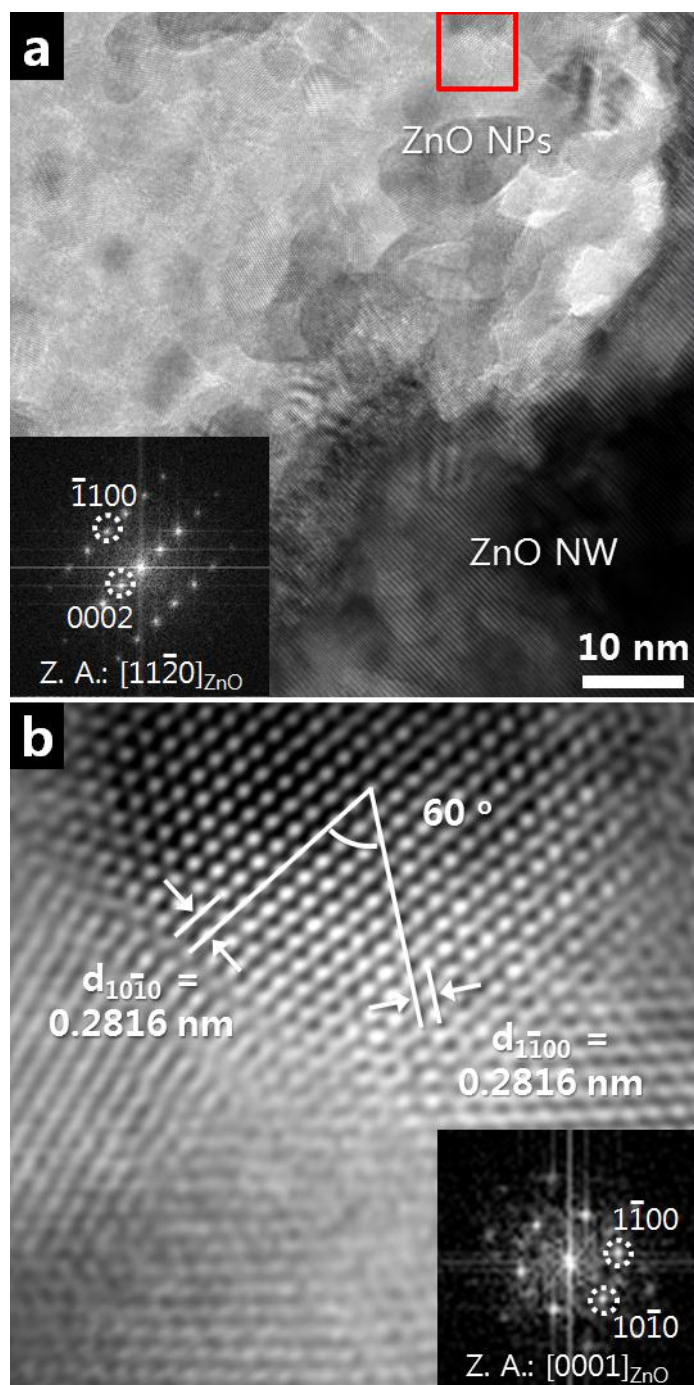 a
ZnO NPs
ZnO NW
1̅100
0002
Z. A.: [112̅0]ZnO
10 nm
b
60 º
d101̅0 =
0.2816 nm
d11̅00 =
0.2816 nm
11̅00
101̅0
Z. A.: [0001]ZnO